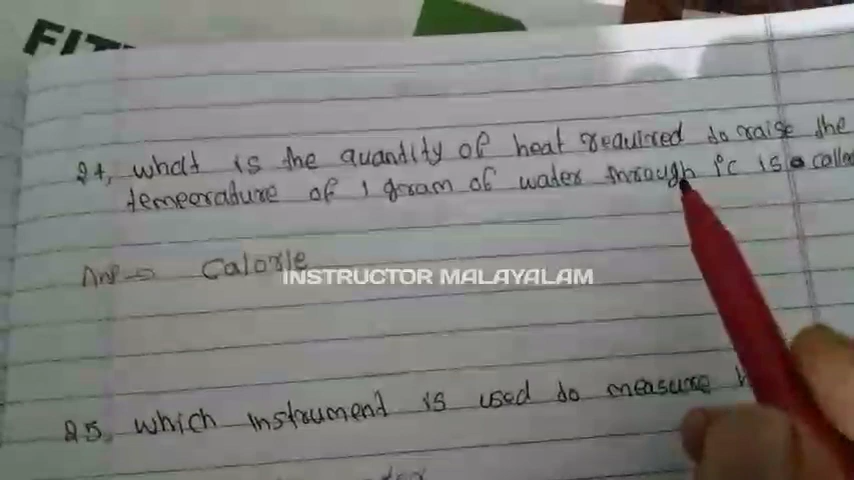 FIT
24, what is the quantity of heat required to raise the
temperature of 1 gram of water through 1°c is called
Ans → Calorie
INSTRUCTOR MALAYALAM
25, which instrument is used to measure